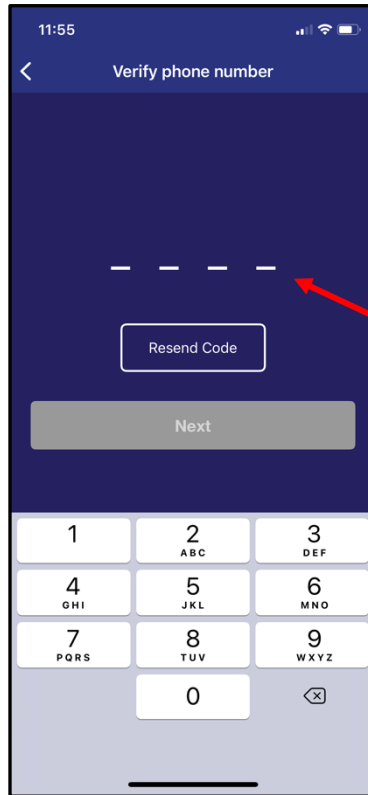 11:55
Verify phone number
Resend Code
Next
1 2 3
ABC DEF
4 5 6
GHI JKL MNO
7 8 9
PQRS TUV WXYZ
0